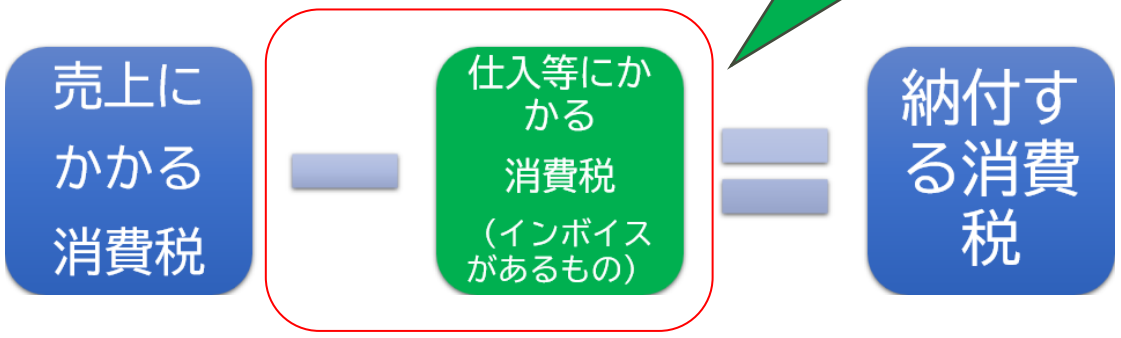 売上に
かかる
消費税
仕入等にか
かる
消費税
（インボイス
があるもの）
納付す
る消費
税